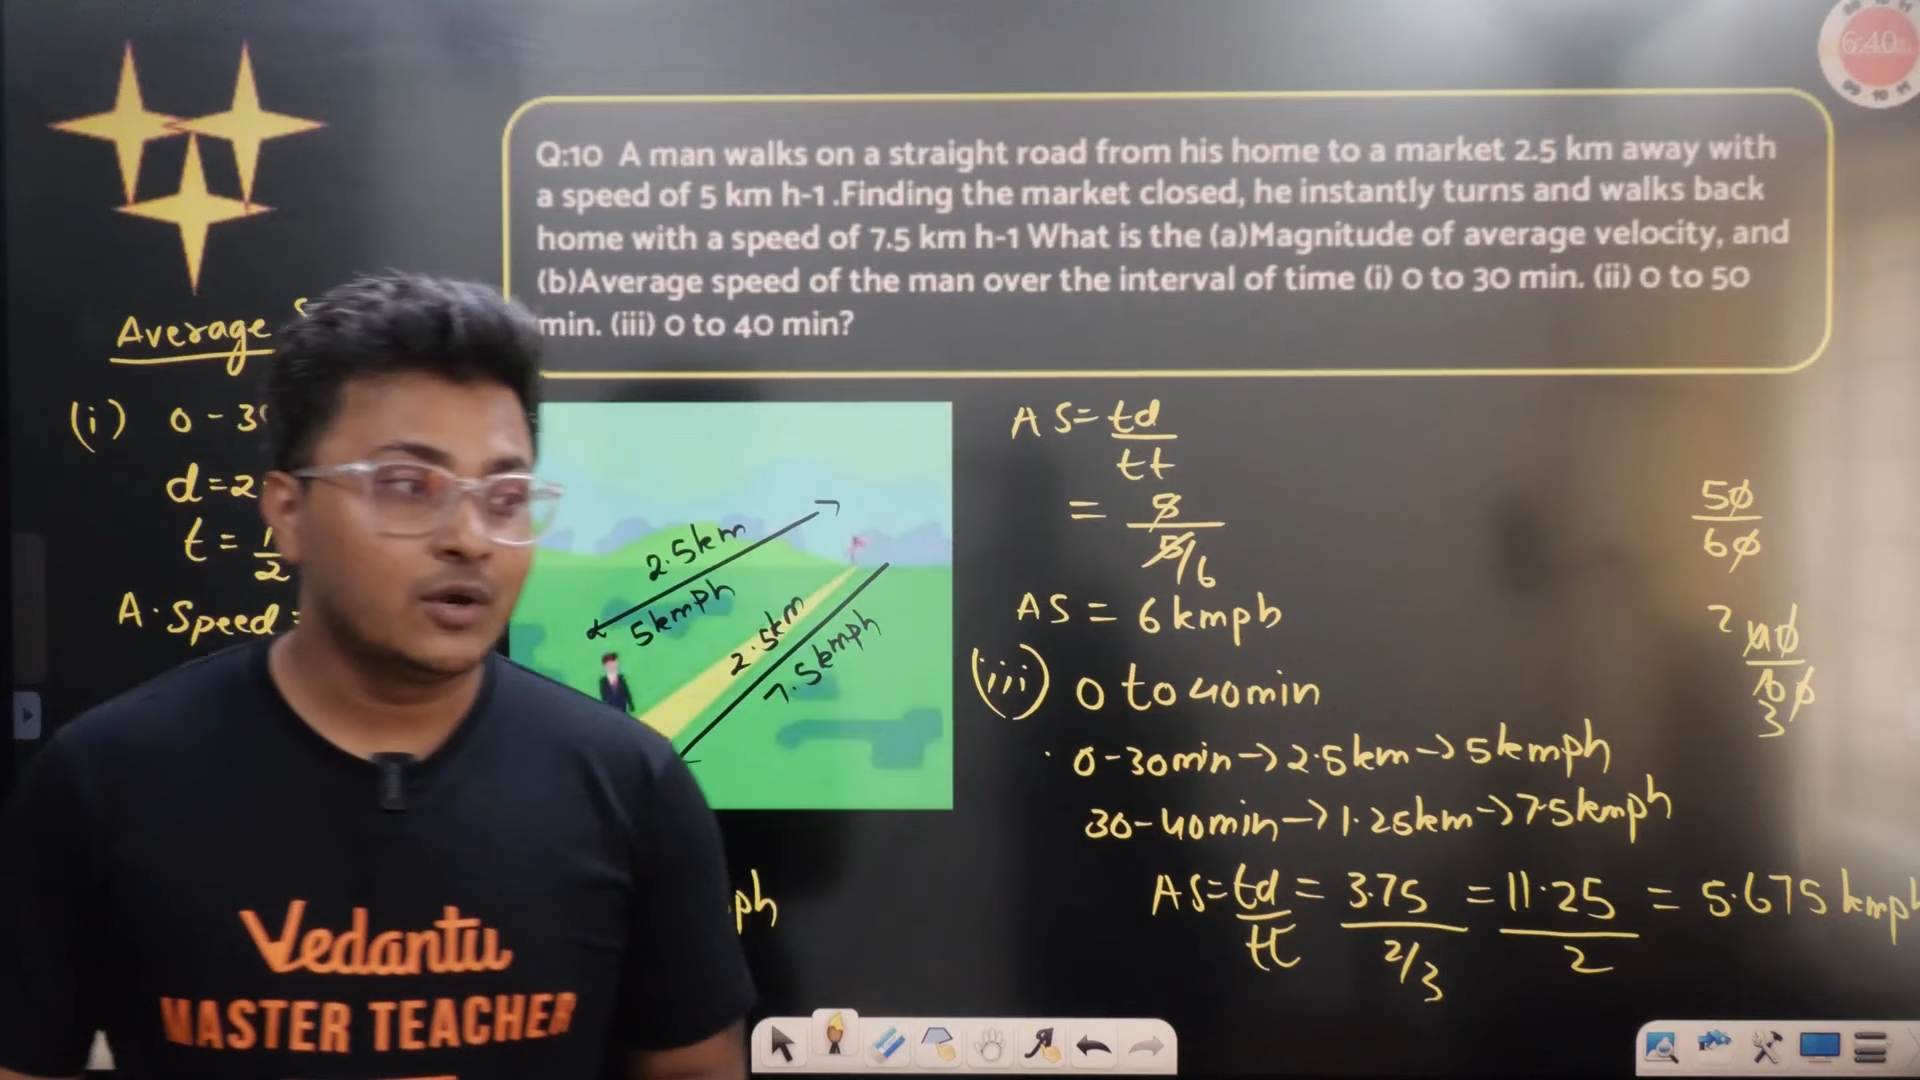 6:40
Q:10 A man walks on a straight road from his home to a market 2.5 km away with
a speed of 5 km h-1 .Finding the market closed, he instantly turns and walks back
home with a speed of 7.5 km h-1 What is the (a)Magnitude of average velocity, and
(b)Average speed of the man over the interval of time (i) 0 to 30 min. (ii) 0 to 50
min. (iii) 0 to 40 min?
Average
(i) 0 - 3
d=2
t = 1/2
A. Speed =
2.5km
5kmph
2.5km
7.5kmph
ph
AS= td/tt
= 5/5/6
AS = 6 kmph
(iii) 0 to 40min
0-30min→2.5km→5kmph
30-40min→1.25km→7.5kmph
AS=td/tt = 3.75/2/3 = 11.25/2 = 5.675 kmph
50/60
2 40/60 3
Vedantu
MASTER TEACHER